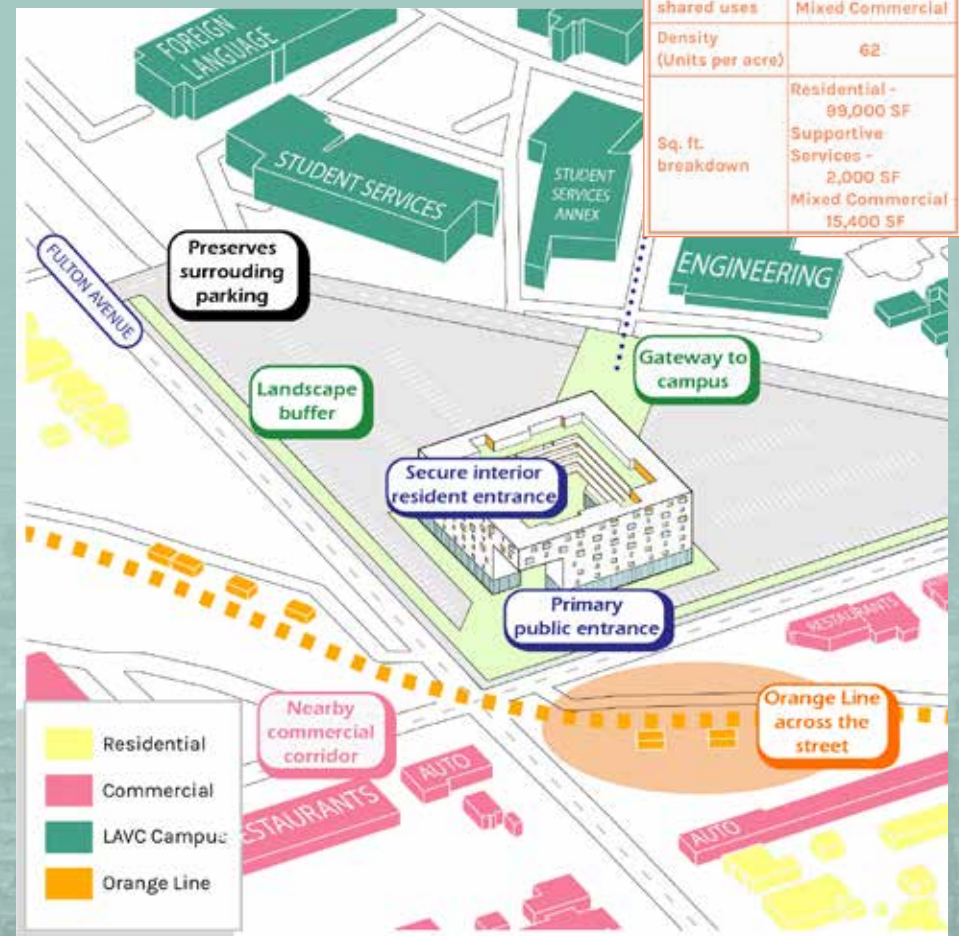 shared uses
Mixed Commercial
Density
(Units per acre)
62
Sq. ft.
breakdown
Residential -
99,000 SF
Supportive
Services -
2,000 SF
Mixed Commercial -
15,400 SF
FOREIGN
LANGUAGE
STUDENT SERVICES
STUDENT
SERVICES
ANNEX
ENGINEERING
Preserves
surrouding
parking
FULTON AVENUE
Gateway to
campus
Landscape
buffer
Secure interior
resident entrance
Primary
public entrance
RESTAURANTS
Orange Line
across the
street
Nearby
commercial
corridor
AUTO
ESTAURANTS
AUTO
Residential
Commercial
LAVC Campus
Orange Line